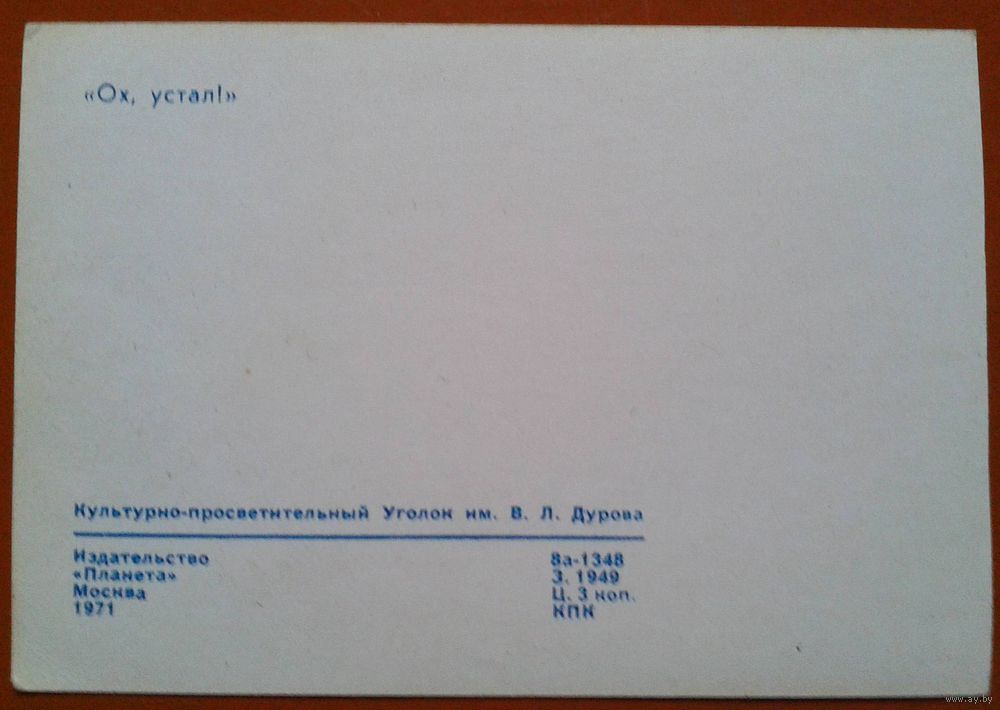 «Ох, устал!»
Культурно-просветительный Уголок им. В. Л. Дурова
Издательство
«Планета»
Москва
1971
8а-1348
З. 1949
Ц. 3 коп.
КПК
www.ay.by